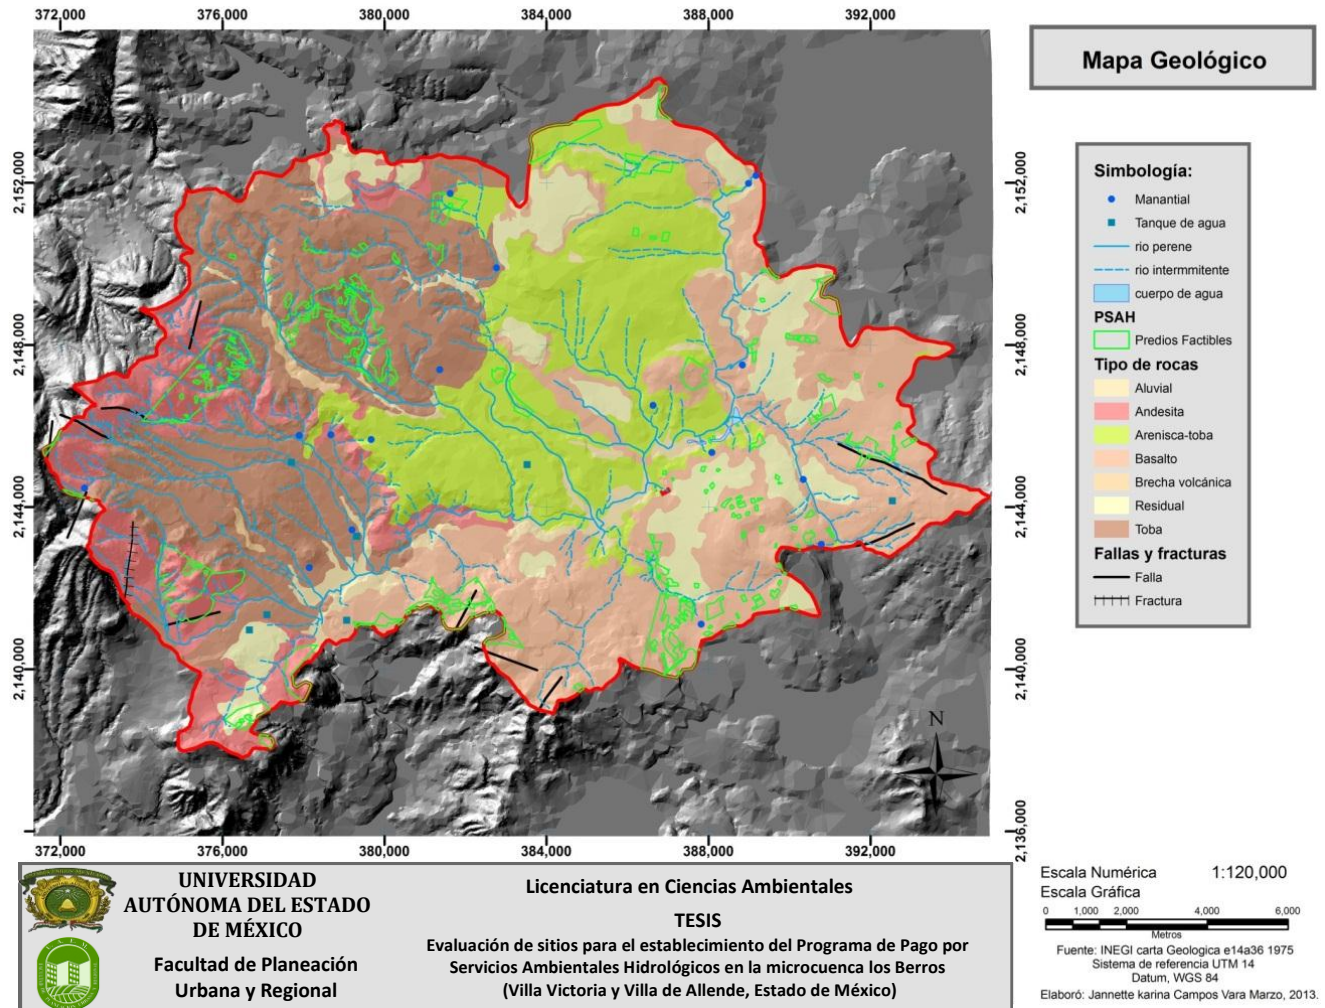 372,000 376,000 380,000 384,000 388,000 392,000
Mapa Geológico
2,152,000
2,148,000
2,144,000
2,140,000
2,152,000
2,148,000
2,144,000
2,140,000
2,136,000
Simbología:
Manantial
Tanque de agua
rio perene
rio intermmitente
cuerpo de agua
PSAH
Predios Factibles
Tipo de rocas
Aluvial
Andesita
Arenisca-toba
Basalto
Brecha volcánica
Residual
Toba
Fallas y fracturas
Falla
Fractura
N
372,000 376,000 380,000 384,000 388,000 392,000
UNIVERSIDAD
AUTÓNOMA DEL ESTADO
DE MÉXICO
Facultad de Planeación
Urbana y Regional
Licenciatura en Ciencias Ambientales
TESIS
Evaluación de sitios para el establecimiento del Programa de Pago por
Servicios Ambientales Hidrológicos en la microcuenca los Berros
(Villa Victoria y Villa de Allende, Estado de México)
Escala Numérica 1:120,000
Escala Gráfica
0 1,000 2,000 4,000 6,000
Metros
Fuente: INEGI carta Geologica e14a36 1975
Sistema de referencia UTM 14
Datum, WGS 84
Elaboró: Jannette karina Campos Vara Marzo, 2013.